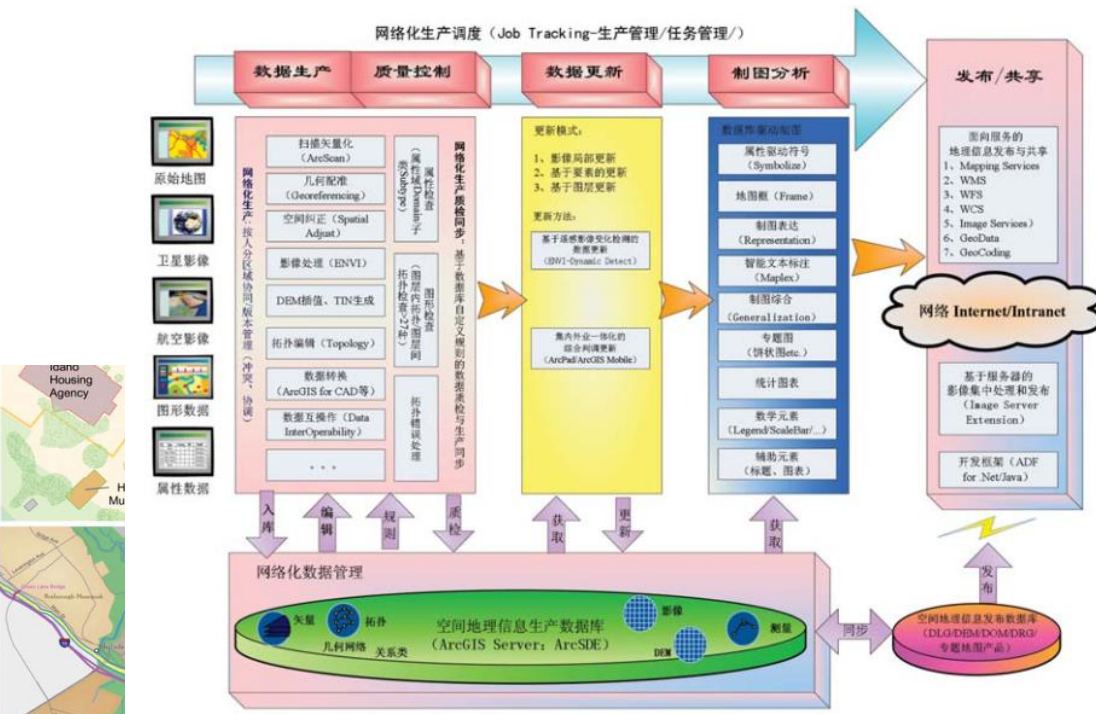 网络化生产调度（Job Tracking-生产管理/任务管理/）
数据生产
质量控制
数据更新
制图分析
发布/共享
原始地图
卫星影像
航空影像
图形数据
属性数据
网络化生产：按人分区域协同/版本管理（冲突、协调）
扫描矢量化
(ArcScan)
几何配准
(Georeferencing)
空间纠正（Spatial
Adjust）
影像处理（ENVI）
DEM插值、TIN生成
拓扑编辑（Topology）
数据转换
(ArcGIS for CAD等)
数据互操作（Data
InterOperability）
...
属性检查
(属性域/Domain/子
类/Subtype)
图形检查
(图层内拓扑/图层间
拓扑检查>27种)
拓扑错误处理
网络化生产质检同步：基于数据库自定义规则的数据质检与生产同步
更新模式：
1、影像局部更新
2、基于要素的更新
3、基于图层更新
更新方法：
基于遥感影像变化检测的
数据更新
(ENVI-Dynamic Detect)
集内外业一体化的
综合判调更新
(ArcPad/ArcGIS Mobile)
数据库驱动制图
属性驱动符号
(Symbolize)
地图框（Frame）
制图表达
(Representation)
智能文本标注
(Maplex)
制图综合
(Generalization)
专题图
(饼状图etc.)
统计图表
数学元素
(Legend/ScaleBar/...)
辅助元素
(标题、图表)
面向服务的
地理信息发布与共享
1、Mapping Services
2、WMS
3、WFS
4、WCS
5、Image Services）
6、GeoData
7、GeoCoding
网络 Internet/Intranet
基于服务器的
影像集中处理和发布
(Image Server
Extension)
开发框架（ADF
for .Net/Java）
入库
编辑
规则
质检
获取
更新
获取
发布
网络化数据管理
矢量
拓扑
几何网络
关系类
空间地理信息生产数据库
(ArcGIS Server：ArcSDE)
影像
DEM
测量
同步
空间地理信息发布数据库
(DLG/DEM/DOM/DRG/
专题地图产品)
Idaho
Housing
Agency
H
Mu